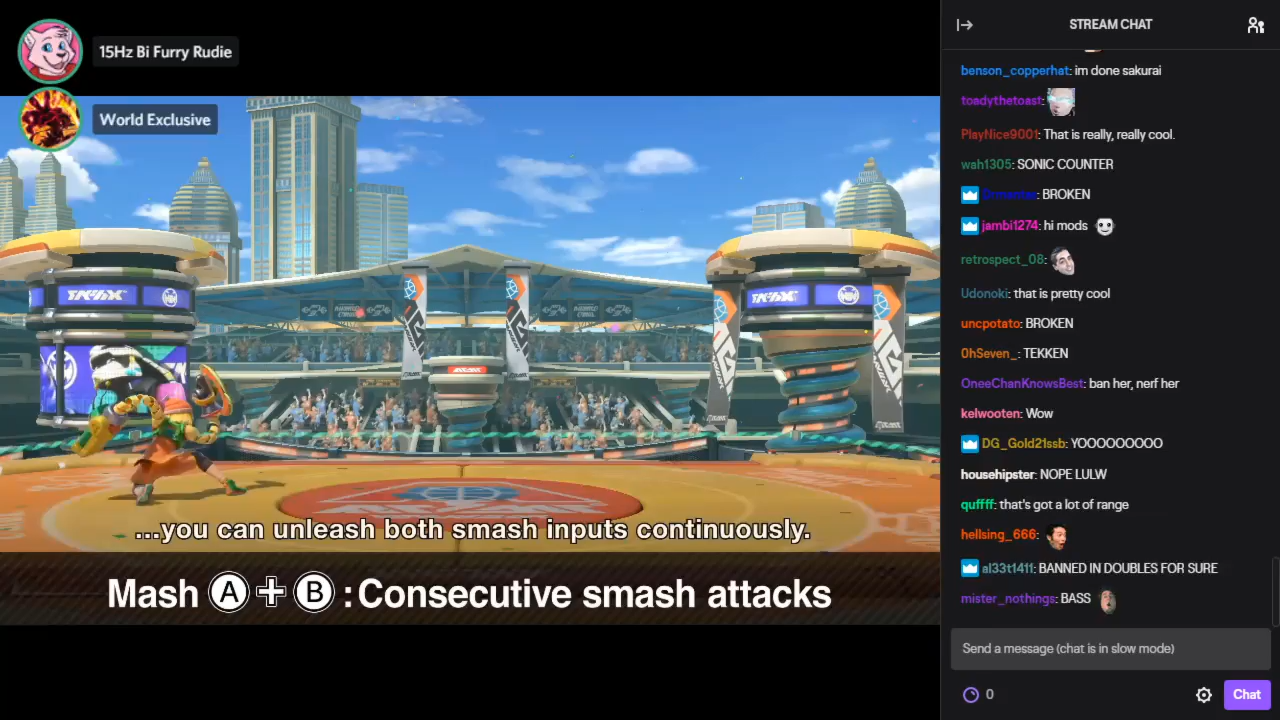 15Hz Bi Furry Rudie
World Exclusive
...you can unleash both smash inputs continuously.
Mash A + B : Consecutive smash attacks
STREAM CHAT
benson_copperhat: im done sakurai
toadythetoast:
PlayNice9001: That is really, really cool.
wah1305: SONIC COUNTER
: BROKEN
jambi1274: hi mods
retrospect_08:
Udonoki: that is pretty cool
uncpotato: BROKEN
0hSeven_: TEKKEN
OneeChanKnowsBest: ban her, nerf her
kelwooten: Wow
DG_Gold21ssb: YOOOOOOOOO
househipster: NOPE LULW
quffff: that's got a lot of range
hellsing_666:
al33t1411: BANNED IN DOUBLES FOR SURE
mister_nothings: BASS
Send a message (chat is in slow mode)
0
Chat